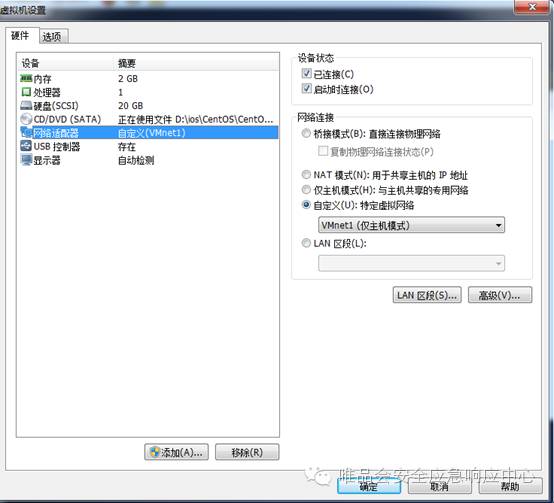 虚拟机设置
硬件 选项
设备 摘要
内存 2 GB
处理器 1
硬盘(SCSI) 20 GB
CD/DVD (SATA) 正在使用文件 D:\ios\CentOS\CentO...
网络适配器 自定义(VMnet1)
USB 控制器 存在
显示器 自动检测
添加(A)... 移除(R)
设备状态
已连接(C)
启动时连接(O)
网络连接
桥接模式(B): 直接连接物理网络
复制物理网络连接状态(P)
NAT 模式(N): 用于共享主机的 IP 地址
仅主机模式(H): 与主机共享的专用网络
自定义(U): 特定虚拟网络
VMnet1 (仅主机模式)
LAN 区段(L):
LAN 区段(S)... 高级(V)...
唯品会安全应急响应中心
确定 取消 帮助